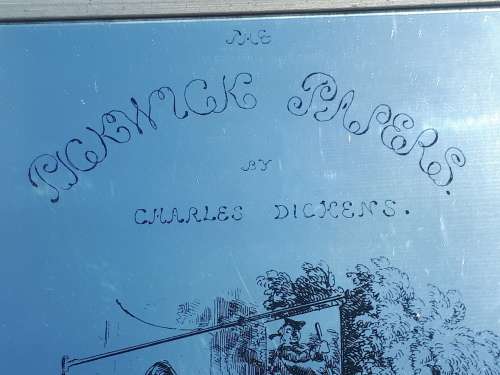 THE
PICKWICK PAPERS.
BY
CHARLES DICKENS.